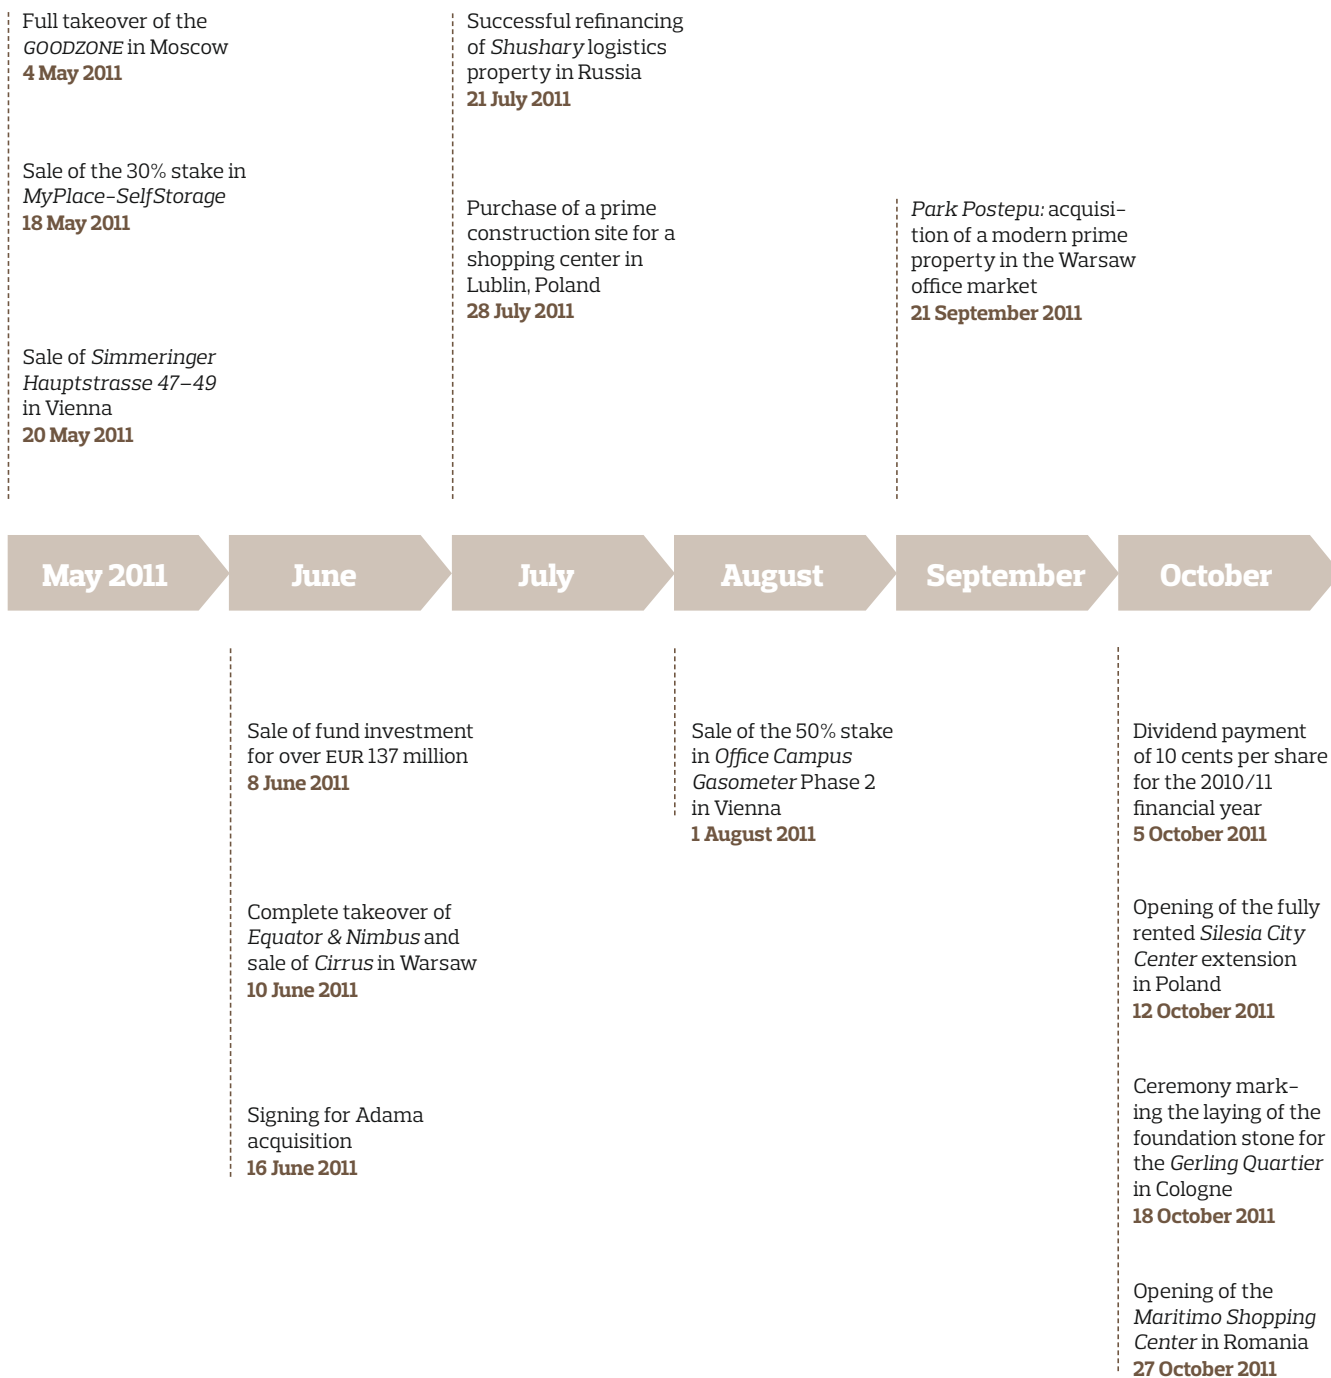 Full takeover of the
GOODZONE in Moscow
4 May 2011
Sale of the 30% stake in
MyPlace-SelfStorage
18 May 2011
Sale of Simmeringer
Hauptstrasse 47–49
in Vienna
20 May 2011
Successful refinancing
of Shushary logistics
property in Russia
21 July 2011
Purchase of a prime
construction site for a
shopping center in
Lublin, Poland
28 July 2011
Park Postepu: acquisi-
tion of a modern prime
property in the Warsaw
office market
21 September 2011
May 2011
June
July
August
September
October
Sale of fund investment
for over EUR 137 million
8 June 2011
Complete takeover of
Equator & Nimbus and
sale of Cirrus in Warsaw
10 June 2011
Signing for Adama
acquisition
16 June 2011
Sale of the 50% stake
in Office Campus
Gasometer Phase 2
in Vienna
1 August 2011
Dividend payment
of 10 cents per share
for the 2010/11
financial year
5 October 2011
Opening of the fully
rented Silesia City
Center extension
in Poland
12 October 2011
Ceremony mark-
ing the laying of the
foundation stone for
the Gerling Quartier
in Cologne
18 October 2011
Opening of the
Maritimo Shopping
Center in Romania
27 October 2011